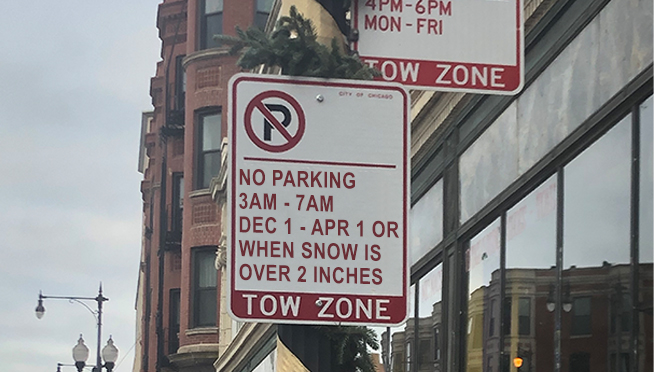 4PM-6PM
MON-FRI
TOW ZONE
CITY OF CHICAGO
P
NO PARKING
3AM - 7AM
DEC 1 - APR 1 OR
WHEN SNOW IS
OVER 2 INCHES
TOW ZONE